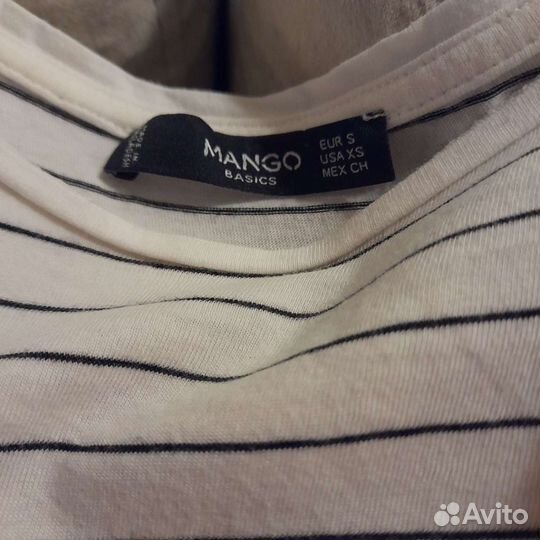 MANGO
BASICS
EUR S
USA XS
MEX CH
Avito